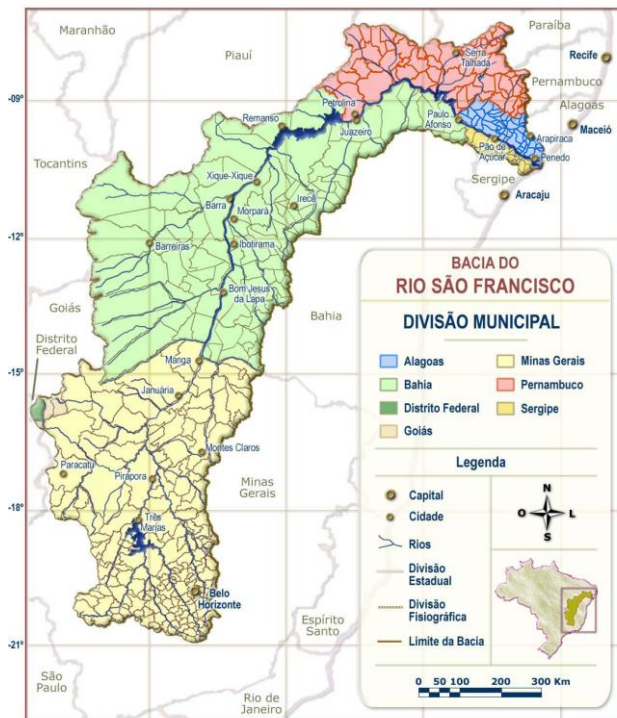 Maranhão
Paraíba
Piauí
Serra
Talhada
Recife
Pernambuco
-09°
Petrolina
Alagoas
Remanso
Juazeiro
Paulo
Afonso
Maceió
Arapiraca
Pão de
Açúcar
Penedo
Tocantins
Sergipe
Xique-Xique
Aracaju
Barra
Irecê
Morpará
-12°
Barreiras
Ibotirama
Bom Jesus
da Lapa
Goiás
Bahia
Distrito
Federal
Manga
-15°
Januária
Montes Claros
Paracatu
Pirapora
Minas
Gerais
-18°
Três
Marias
Belo
Horizonte
Espírito
Santo
-21°
São
Paulo
Rio de
Janeiro
BACIA DO
RIO SÃO FRANCISCO
DIVISÃO MUNICIPAL
Alagoas
Minas Gerais
Bahia
Pernambuco
Distrito Federal
Sergipe
Goiás
Legenda
Capital
Cidade
Rios
Divisão
Estadual
Divisão
Fisiográfica
Limite da Bacia
N
O L
S
0 50 100 200 300 Km